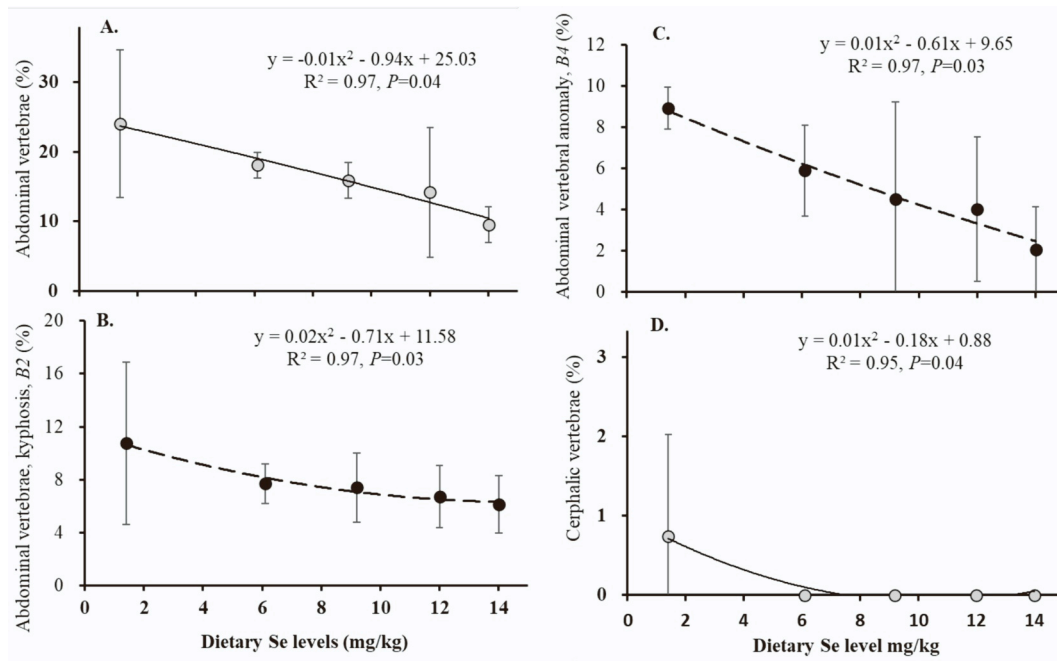 A.
y = -0.01x² - 0.94x + 25.03
R² = 0.97, P=0.04
Abdominal vertebrae (%)
30
20
10
0
B.
y = 0.02x² - 0.71x + 11.58
R² = 0.97, P=0.03
Abdominal vertebrae, kyphosis, B2 (%)
20
16
12
8
4
0
0 2 4 6 8 10 12 14
Dietary Se levels (mg/kg)
C.
y = 0.01x² - 0.61x + 9.65
R² = 0.97, P=0.03
Abdominal vertebral anomaly, B4 (%)
12
10
8
6
4
2
0
D.
y = 0.01x² - 0.18x + 0.88
R² = 0.95, P=0.04
Cerphalic vertebrae (%)
3
2
1
0
0 2 4 6 8 10 12 14
Dietary Se level mg/kg